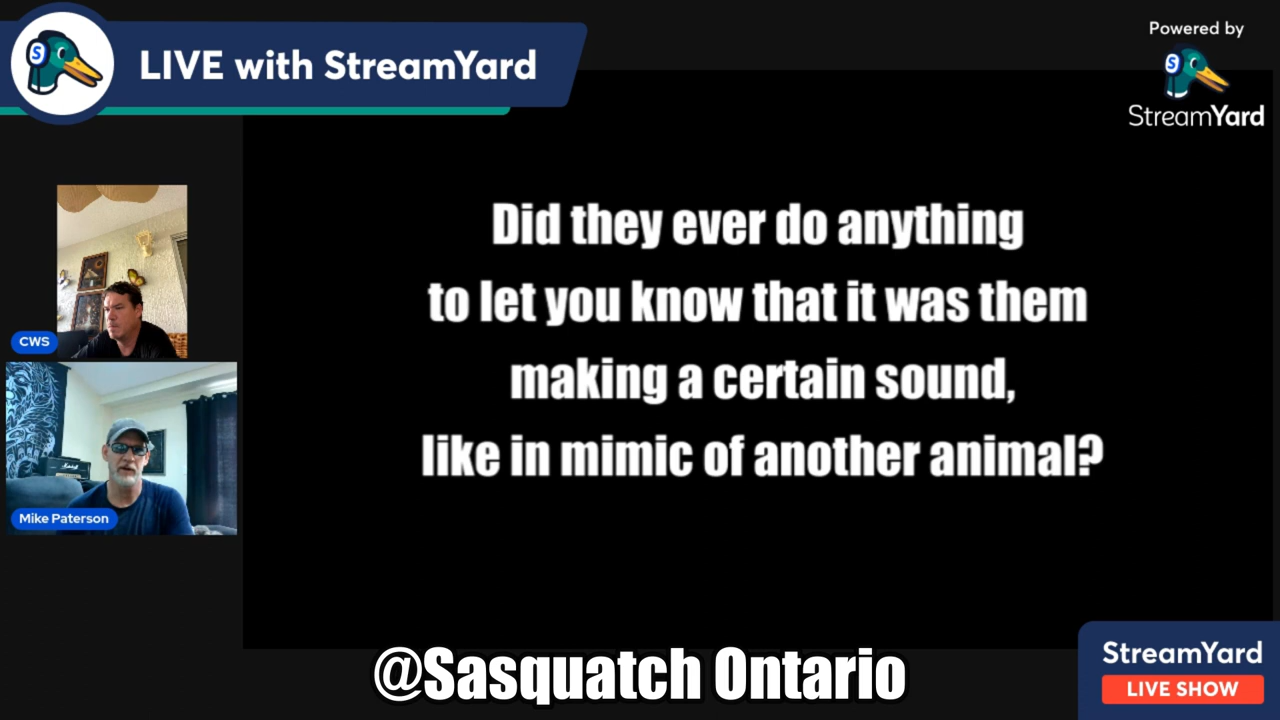 S
LIVE with StreamYard
Powered by
S
StreamYard
Did they ever do anything
to let you know that it was them
making a certain sound,
like in mimic of another animal?
CWS
Marshall
Mike Paterson
@Sasquatch Ontario
StreamYard
LIVE SHOW